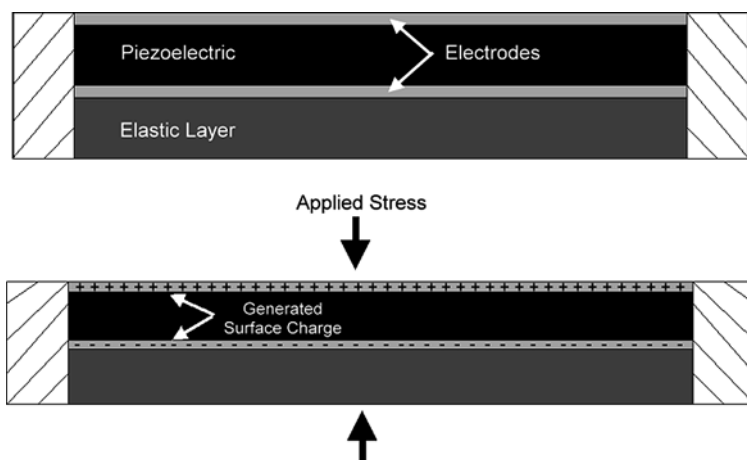 Piezoelectric
Electrodes
Elastic Layer
Applied Stress
Generated
Surface Charge